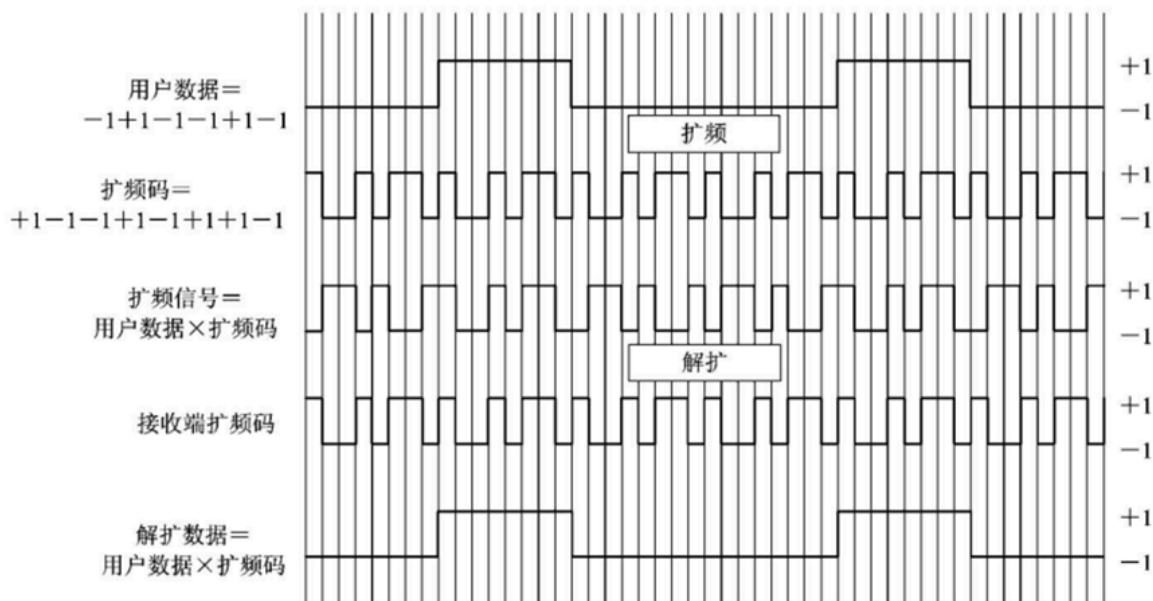 用户数据=
-1+1-1-1+1-1
+1
-1
扩频
扩频码=
+1-1-1+1-1+1+1-1
+1
-1
扩频信号=
用户数据×扩频码
+1
-1
解扩
接收端扩频码
+1
-1
解扩数据=
用户数据×扩频码
+1
-1